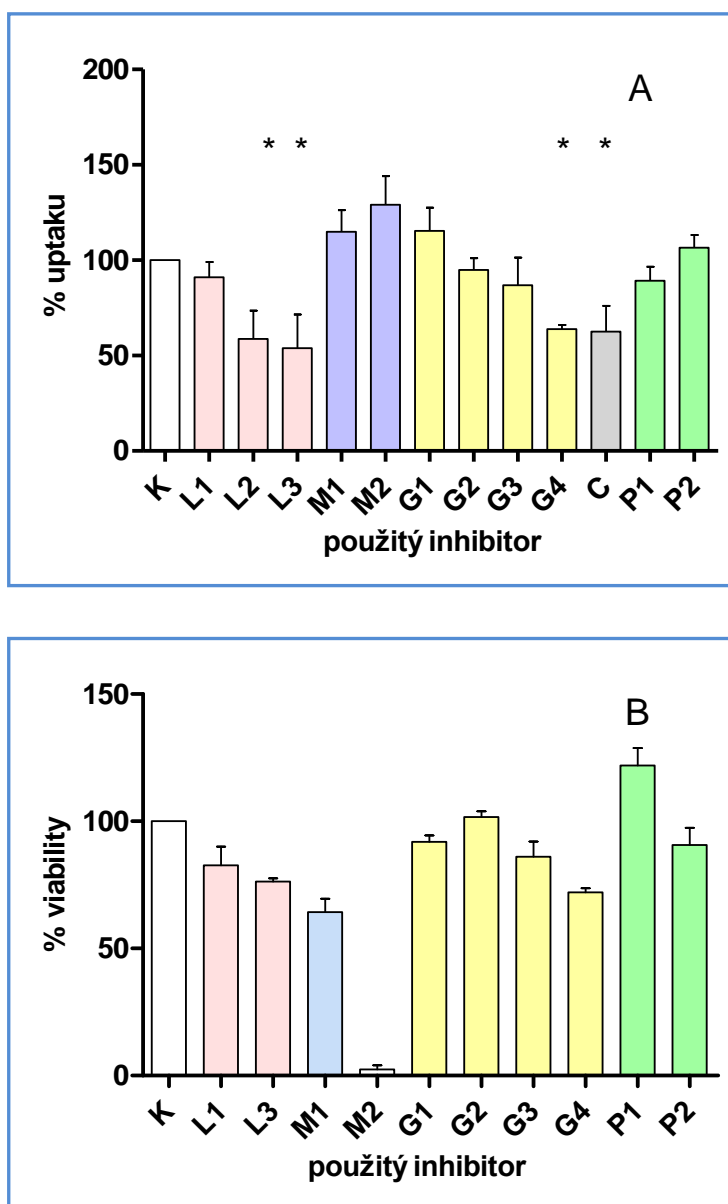 A
200
* * * *
150
100
50
0
% uptaku
K L1 L2 L3 M1 M2 G1 G2 G3 G4 C P1 P2
použitý inhibitor
B
150
100
50
0
% viability
K L1 L3 M1 M2 G1 G2 G3 G4 P1 P2
použitý inhibitor